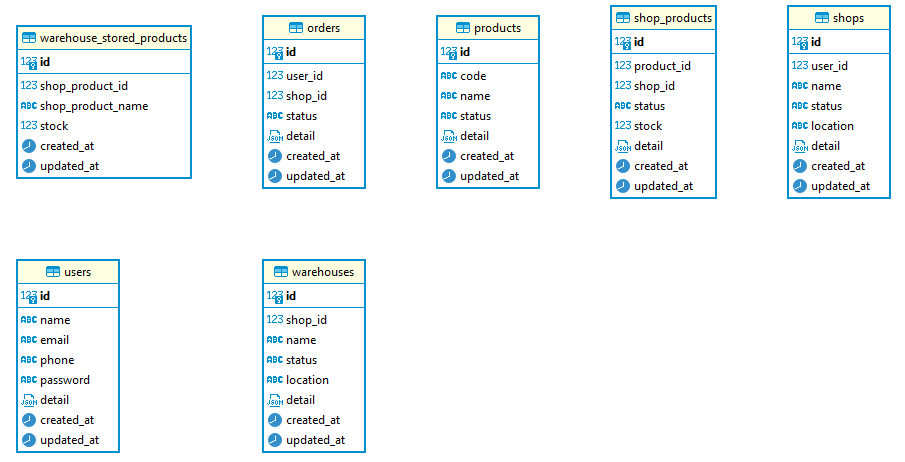 warehouse_stored_products
123 id
123 shop_product_id
ABC shop_product_name
123 stock
created_at
updated_at
orders
123 id
123 user_id
123 shop_id
ABC status
JSON detail
created_at
updated_at
products
123 id
ABC code
ABC name
ABC status
JSON detail
created_at
updated_at
shop_products
123 id
123 product_id
123 shop_id
ABC status
123 stock
JSON detail
created_at
updated_at
shops
123 id
123 user_id
ABC name
ABC status
ABC location
JSON detail
created_at
updated_at
users
123 id
ABC name
ABC email
ABC phone
ABC password
JSON detail
created_at
updated_at
warehouses
123 id
123 shop_id
ABC name
ABC status
ABC location
JSON detail
created_at
updated_at